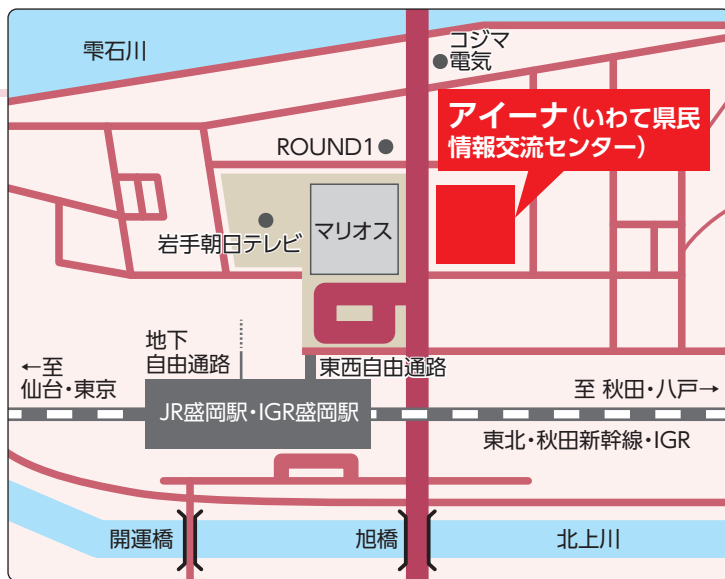 雫石川
コジマ
電気
アイーナ(いわて県民
情報交流センター)
ROUND1
マリオス
岩手朝日テレビ
地下
自由通路
東西自由通路
←至
仙台・東京
至 秋田・八戸→
JR盛岡駅・IGR盛岡駅
東北・秋田新幹線・IGR
開運橋
旭橋
北上川